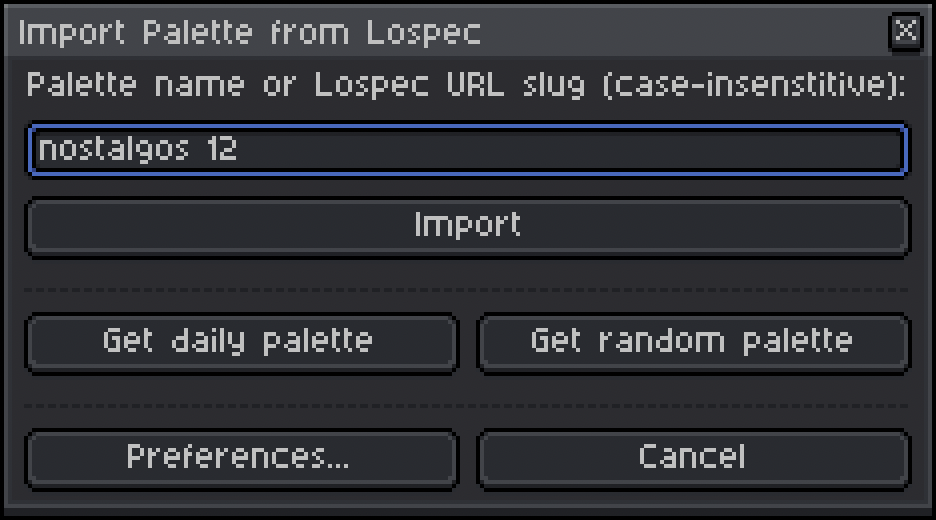 Import Palette from Lospec
Palette name or Lospec URL slug (case-insenstitive):
nostalgos 12
Import
Get daily palette
Get random palette
Preferences...
Cancel